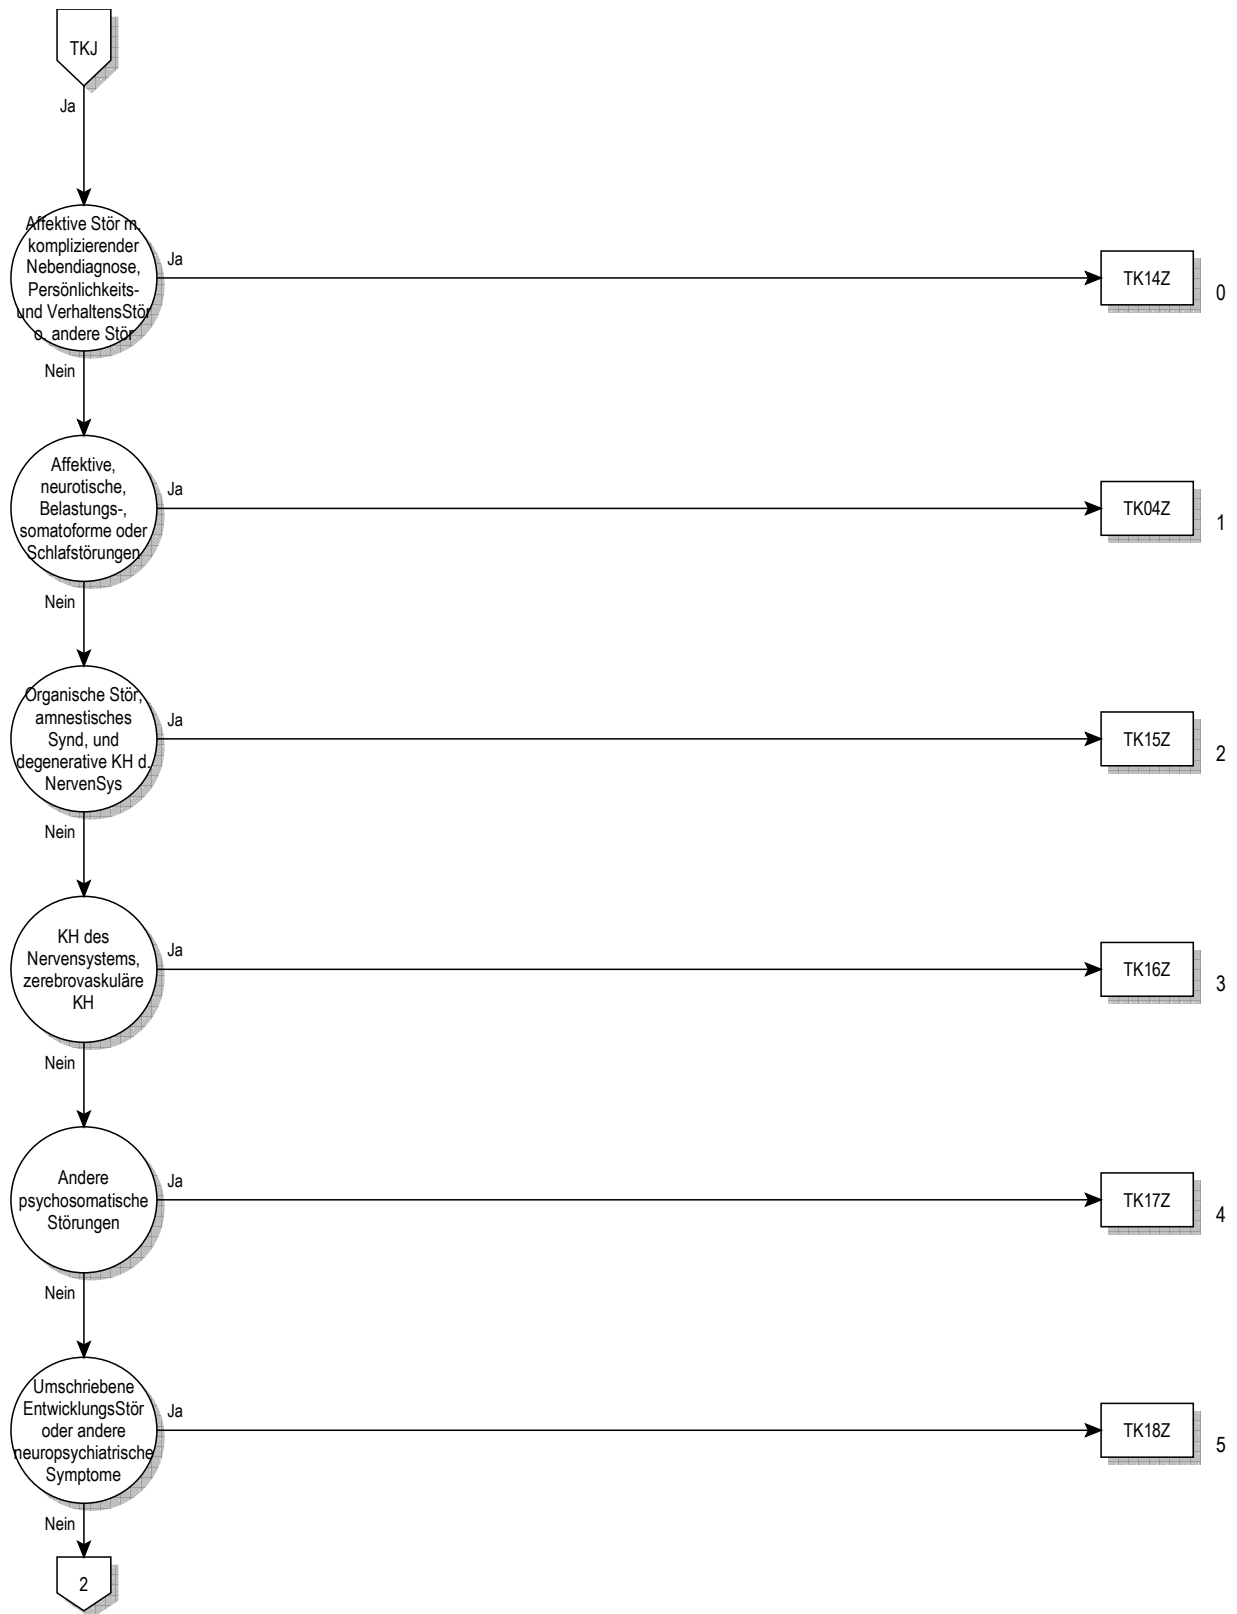 TKJ
Ja
Affektive Stör m.
komplizierender
Nebendiagnose,
Persönlichkeits-
und VerhaltensStör
o. andere Stör
Ja
TK14Z
0
Nein
Affektive,
neurotische,
Belastungs-,
somatoforme oder
Schlafstörungen
Ja
TK04Z
1
Nein
Organische Stör,
amnestisches
Synd, und
degenerative KH d.
NervenSys
Ja
TK15Z
2
Nein
KH des
Nervensystems,
zerebrovaskuläre
KH
Ja
TK16Z
3
Nein
Andere
psychosomatische
Störungen
Ja
TK17Z
4
Nein
Umschriebene
EntwicklungsStör
oder andere
neuropsychiatrische
Symptome
Ja
TK18Z
5
Nein
2